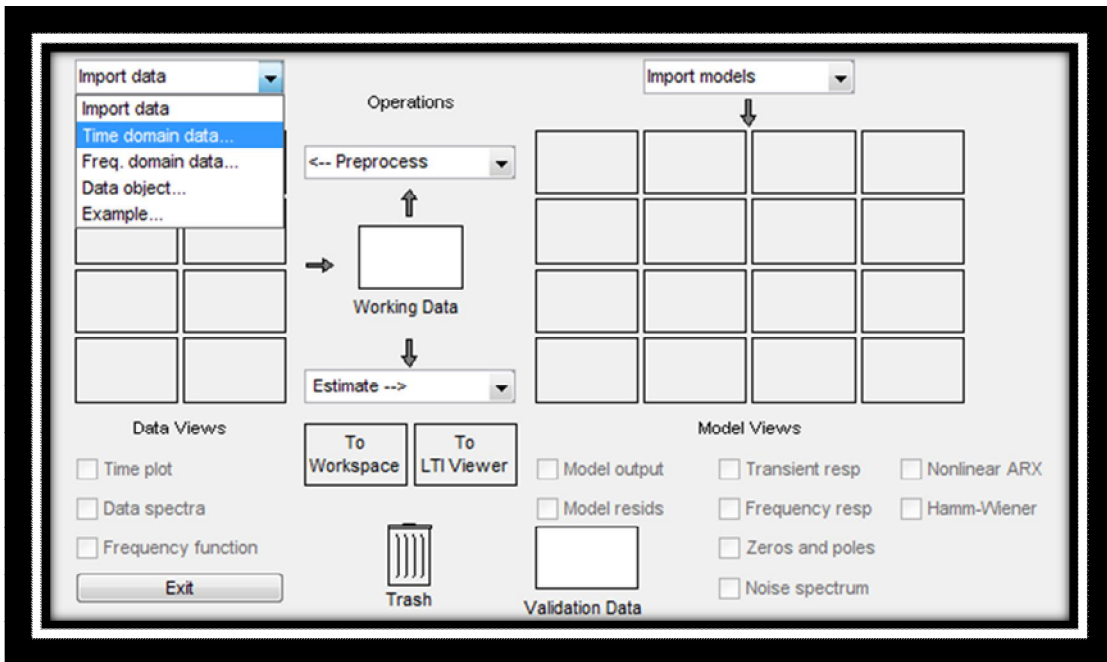 Import data
Import models
Import data
Time domain data...
Freq. domain data...
Data object...
Example...
Operations
<-- Preprocess
Working Data
Estimate -->
Data Views
To
Workspace
To
LTI Viewer
Model Views
Time plot
Data spectra
Frequency function
Exit
Trash
Model output
Model resids
Validation Data
Transient resp
Frequency resp
Zeros and poles
Noise spectrum
Nonlinear ARX
Hamm-Wiener